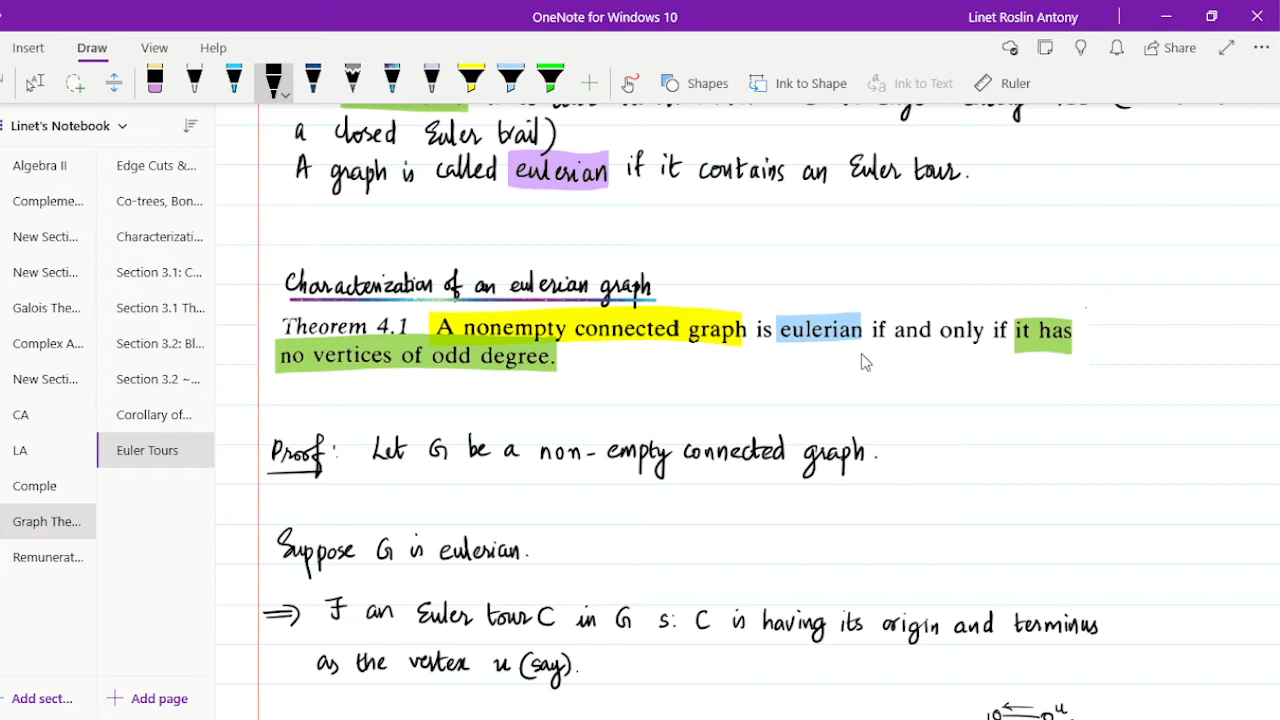 OneNote for Windows 10
Linet Roslin Antony
Insert
Draw
View
Help
Share
Shapes
Ink to Shape
Ink to Text
Ruler
Linet's Notebook
Algebra II
Compleme...
New Secti...
New Secti...
Galois The...
Complex A...
New Secti...
CA
LA
Comple
Graph The...
Remunerat...
Add sect...
Edge Cuts &...
Co-trees, Bon...
Characterizati...
Section 3.1: C...
Section 3.1 Th...
Section 3.2: Bl...
Section 3.2 ~...
Corollary of...
Euler Tours
Add page
a closed Euler trail)
A graph is called eulerian if it contains an Euler tour.
Characterization of an eulerian graph
Theorem 4.1 A nonempty connected graph is eulerian if and only if it has
no vertices of odd degree.
Proof: Let G be a non-empty connected graph.
Suppose G is eulerian.
⟹ ∃ an Euler tour C in G s: C is having its origin and terminus
as the vertex u (say).
u